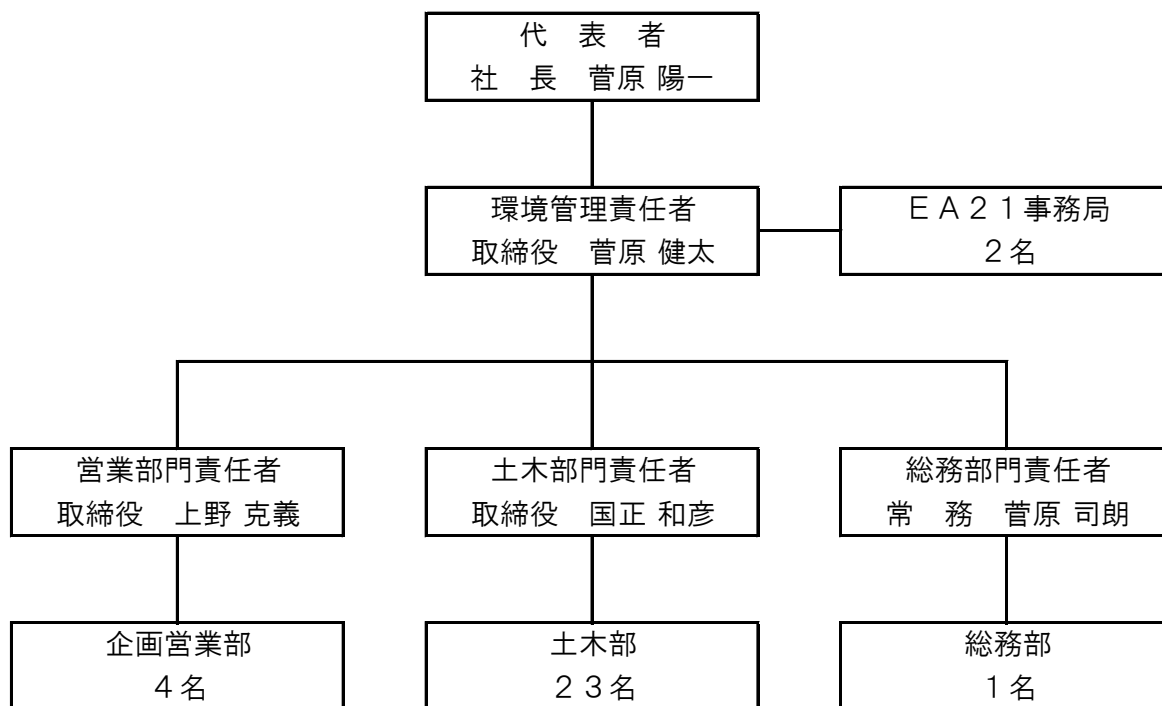 代　表　者
社　長　菅原 陽一
環境管理責任者
取締役　菅原 健太
ＥＡ２１事務局
２名
営業部門責任者
取締役　上野 克義
土木部門責任者
取締役　国正 和彦
総務部門責任者
常　務　菅原 司朗
企画営業部
４名
土木部
２３名
総務部
１名